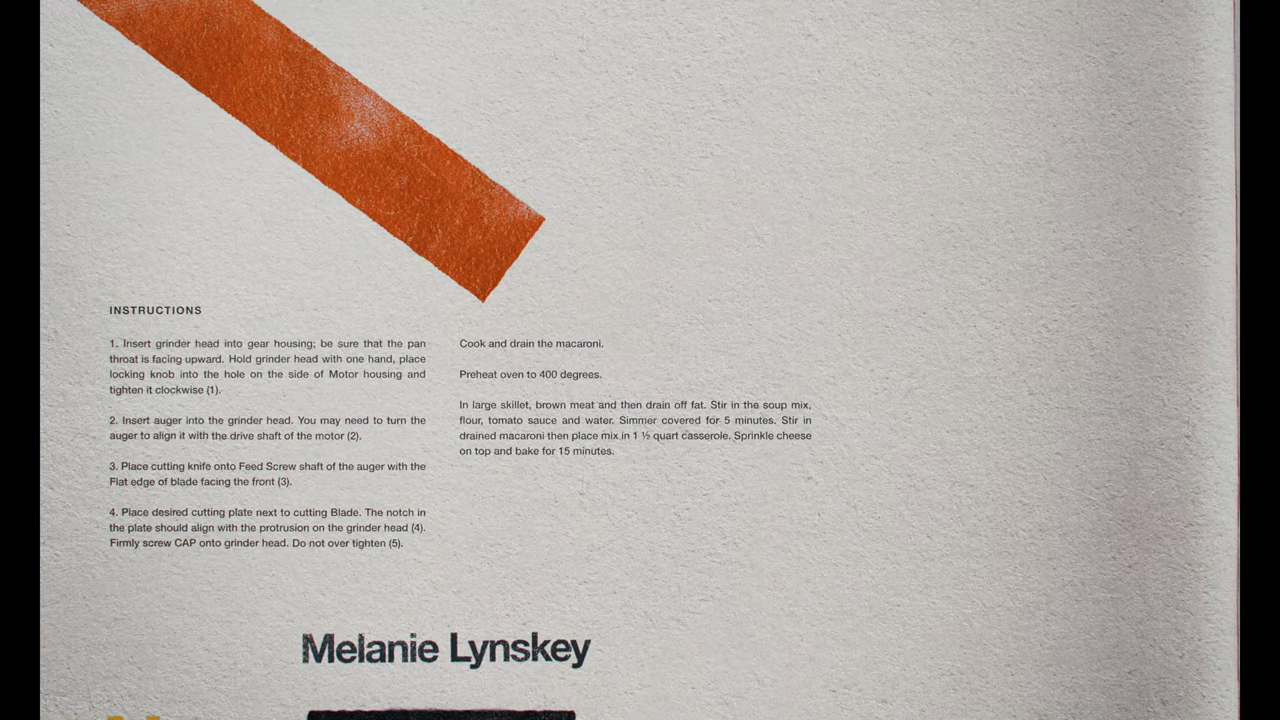 INSTRUCTIONS
1. Insert grinder head into gear housing; be sure that the pan
throat is facing upward. Hold grinder head with one hand, place
locking knob into the hole on the side of Motor housing and
tighten it clockwise (1).
2. Insert auger into the grinder head. You may need to turn the
auger to align it with the drive shaft of the motor (2).
3. Place cutting knife onto Feed Screw shaft of the auger with the
Flat edge of blade facing the front (3).
4. Place desired cutting plate next to cutting Blade. The notch in
the plate should align with the protrusion on the grinder head (4).
Firmly screw CAP onto grinder head. Do not over tighten (5).
Cook and drain the macaroni.
Preheat oven to 400 degrees.
In large skillet, brown meat and then drain off fat. Stir in the soup mix,
flour, tomato sauce and water. Simmer covered for 5 minutes. Stir in
drained macaroni then place mix in 1 ½ quart casserole. Sprinkle cheese
on top and bake for 15 minutes.
Melanie Lynskey